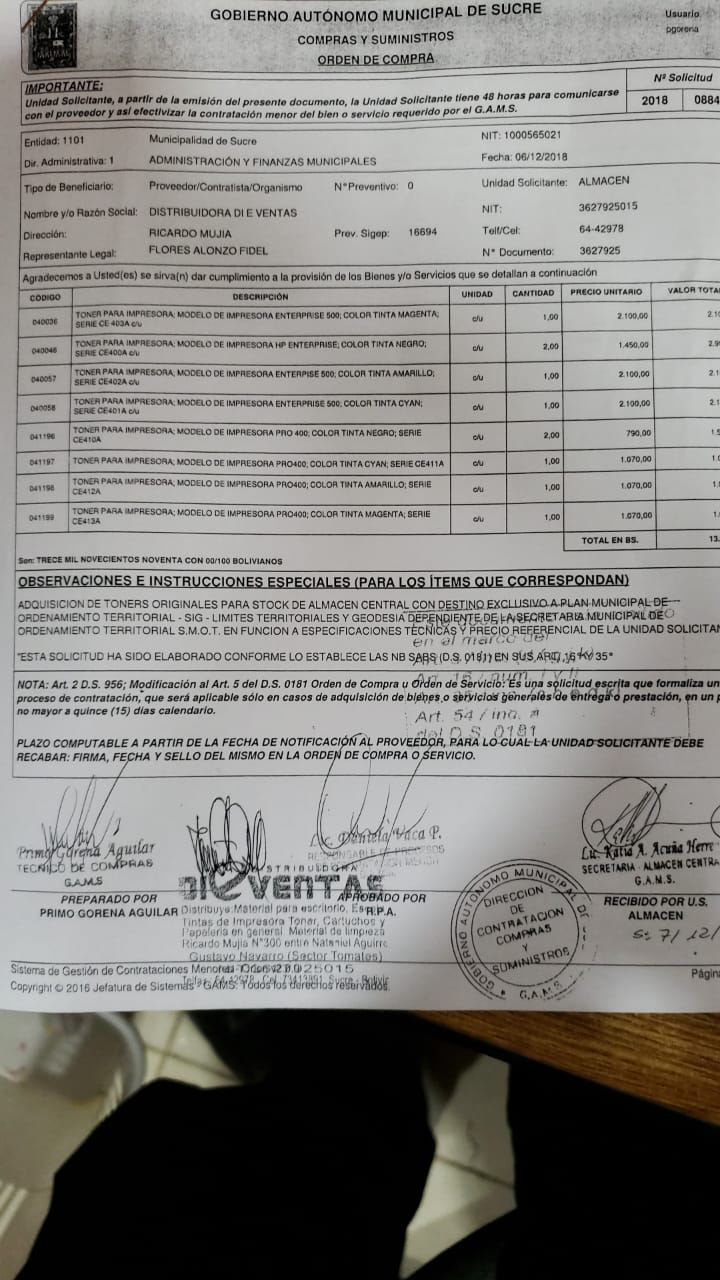 GOBIERNO AUTÓNOMO MUNICIPAL DE SUCRE
COMPRAS Y SUMINISTROS
ORDEN DE COMPRA
Usuario
pgorena
IMPORTANTE:
Unidad Solicitante, a partir de la emisión del presente documento, la Unidad Solicitante tiene 48 horas para comunicarse
con el proveedor y asi efectivizar la contratación menor del bien o servicio requerido por el G.A.M.S.
Nº Solicitud
2018 0884
Entidad: 1101 Municipalidad de Sucre NIT: 1000565021
Dir. Administrativa: 1 ADMINISTRACIÓN Y FINANZAS MUNICIPALES Fecha: 06/12/2018
Tipo de Beneficiario: Proveedor/Contratista/Organismo NºPreventivo: 0 Unidad Solicitante: ALMACEN
Nombre y/o Razón Social: DISTRIBUIDORA DI E VENTAS NIT: 3627925015
Dirección: RICARDO MUJIA Prev. Sigep: 16694 Telf/Cel: 64-42978
Representante Legal: FLORES ALONZO FIDEL Nº Documento: 3627925
Agradecemos a Usted(es) se sirva(n) dar cumplimiento a la provisión de los Bienes y/o Servicios que se detallan a continuación
CÓDIGO DESCRIPCIÓN UNIDAD CANTIDAD PRECIO UNITARIO VALOR TOTA
040036 TONER PARA IMPRESORA; MODELO DE IMPRESORA ENTERPRISE 500; COLOR TINTA MAGENTA; c/u 1,00 2.100,00 2.10
SERIE CE 403A c/u
040046 TONER PARA IMPRESORA; MODELO DE IMPRESORA HP ENTERPRISE; COLOR TINTA NEGRO; c/u 2,00 1.450,00 2.9
SERIE CE400A c/u
040057 TONER PARA IMPRESORA; MODELO DE IMPRESORA ENTERPISE 500; COLOR TINTA AMARILLO; c/u 1,00 2.100,00 2.1
SERIE CE402A c/u
040058 TONER PARA IMPRESORA; MODELO DE IMPRESORA ENTERPRISE 500; COLOR TINTA CYAN; c/u 1,00 2.100,00 2.1
SERIE CE401A c/u
041196 TONER PARA IMPRESORA; MODELO DE IMPRESORA PRO 400; COLOR TINTA NEGRO; SERIE c/u 2,00 790,00 1.5
CE410A
041197 TONER PARA IMPRESORA; MODELO DE IMPRESORA PRO400; COLOR TINTA CYAN; SERIE CE411A c/u 1,00 1.070,00 1.0
041198 TONER PARA IMPRESORA; MODELO DE IMPRESORA PRO400; COLOR TINTA AMARILLO; SERIE c/u 1,00 1.070,00 1.
CE412A
041199 TONER PARA IMPRESORA; MODELO DE IMPRESORA PRO400; COLOR TINTA MAGENTA; SERIE c/u 1,00 1.070,00 1.
CE413A
TOTAL EN BS. 13.
Son: TRECE MIL NOVECIENTOS NOVENTA CON 00/100 BOLIVIANOS
OBSERVACIONES E INSTRUCCIONES ESPECIALES (PARA LOS ÍTEMS QUE CORRESPONDAN)
ADQUISICION DE TONERS ORIGINALES PARA STOCK DE ALMACEN CENTRAL CON DESTINO EXCLUSIVO A PLAN MUNICIPAL DE
ORDENAMIENTO TERRITORIAL - SIG - LIMITES TERRITORIALES Y GEODESIA DEPENDIENTE DE LA SECRETARIA MUNICIPAL DE
ORDENAMIENTO TERRITORIAL S.M.O.T. EN FUNCION A ESPECIFICACIONES TÉCNICAS Y PRECIO REFERENCIAL DE LA UNIDAD SOLICITAN
en el marco del
"ESTA SOLICITUD HA SIDO ELABORADO CONFORME LO ESTABLECE LAS NB SABS (D.S. 0181) EN SUS ART. 35"
NOTA: Art. 2 D.S. 956; Modificación al Art. 5 del D.S. 0181 Orden de Compra u Orden de Servicio: Es una solicitud escrita que formaliza un
proceso de contratación, que será aplicable sólo en casos de adquisición de bienes o servicios generales de entrega o prestación, en un p
no mayor a quince (15) días calendario.
Art. 54 / inc. a
del D.S. 0181
PLAZO COMPUTABLE A PARTIR DE LA FECHA DE NOTIFICACIÓN AL PROVEEDOR, PARA LO CUAL LA UNIDAD SOLICITANTE DEBE
RECABAR: FIRMA, FECHA Y SELLO DEL MISMO EN LA ORDEN DE COMPRA O SERVICIO.
Primo Gorena Aguilar
TECNICO DE COMPRAS
G.A.M.S
PREPARADO POR
PRIMO GORENA AGUILAR
Lic. Daniela Vaca P.
RESPONSABLE PROCESOS
APROBADO POR
R.P.A.
DISTRIBUIDORA
DI E VENTAS
Distribuye: Material para escritorio,
Tintas de Impresora Toner, Cartuchos y
Papeleria en general. Material de limpieza
Ricardo Mujia Nº300 entre Nataniel Aguirre
Gustavo Navarro (Sector Tomates)
GOBIERNO AUTONOMO MUNICIPAL DE
DIRECCION
DE
CONTRATACION
COMPRAS
Y
SUMINISTROS
G.A.M.S.
Lic. Katia A. Acuña Herre
SECRETARIA - ALMACEN CENTRA
G.A.M.S.
RECIBIDO POR U.S.
ALMACEN
7/12/
Sistema de Gestión de Contrataciones Menores
Copyright © 2016 Jefatura de Sistemas - GAMS. Todos los derechos reservados.
Página